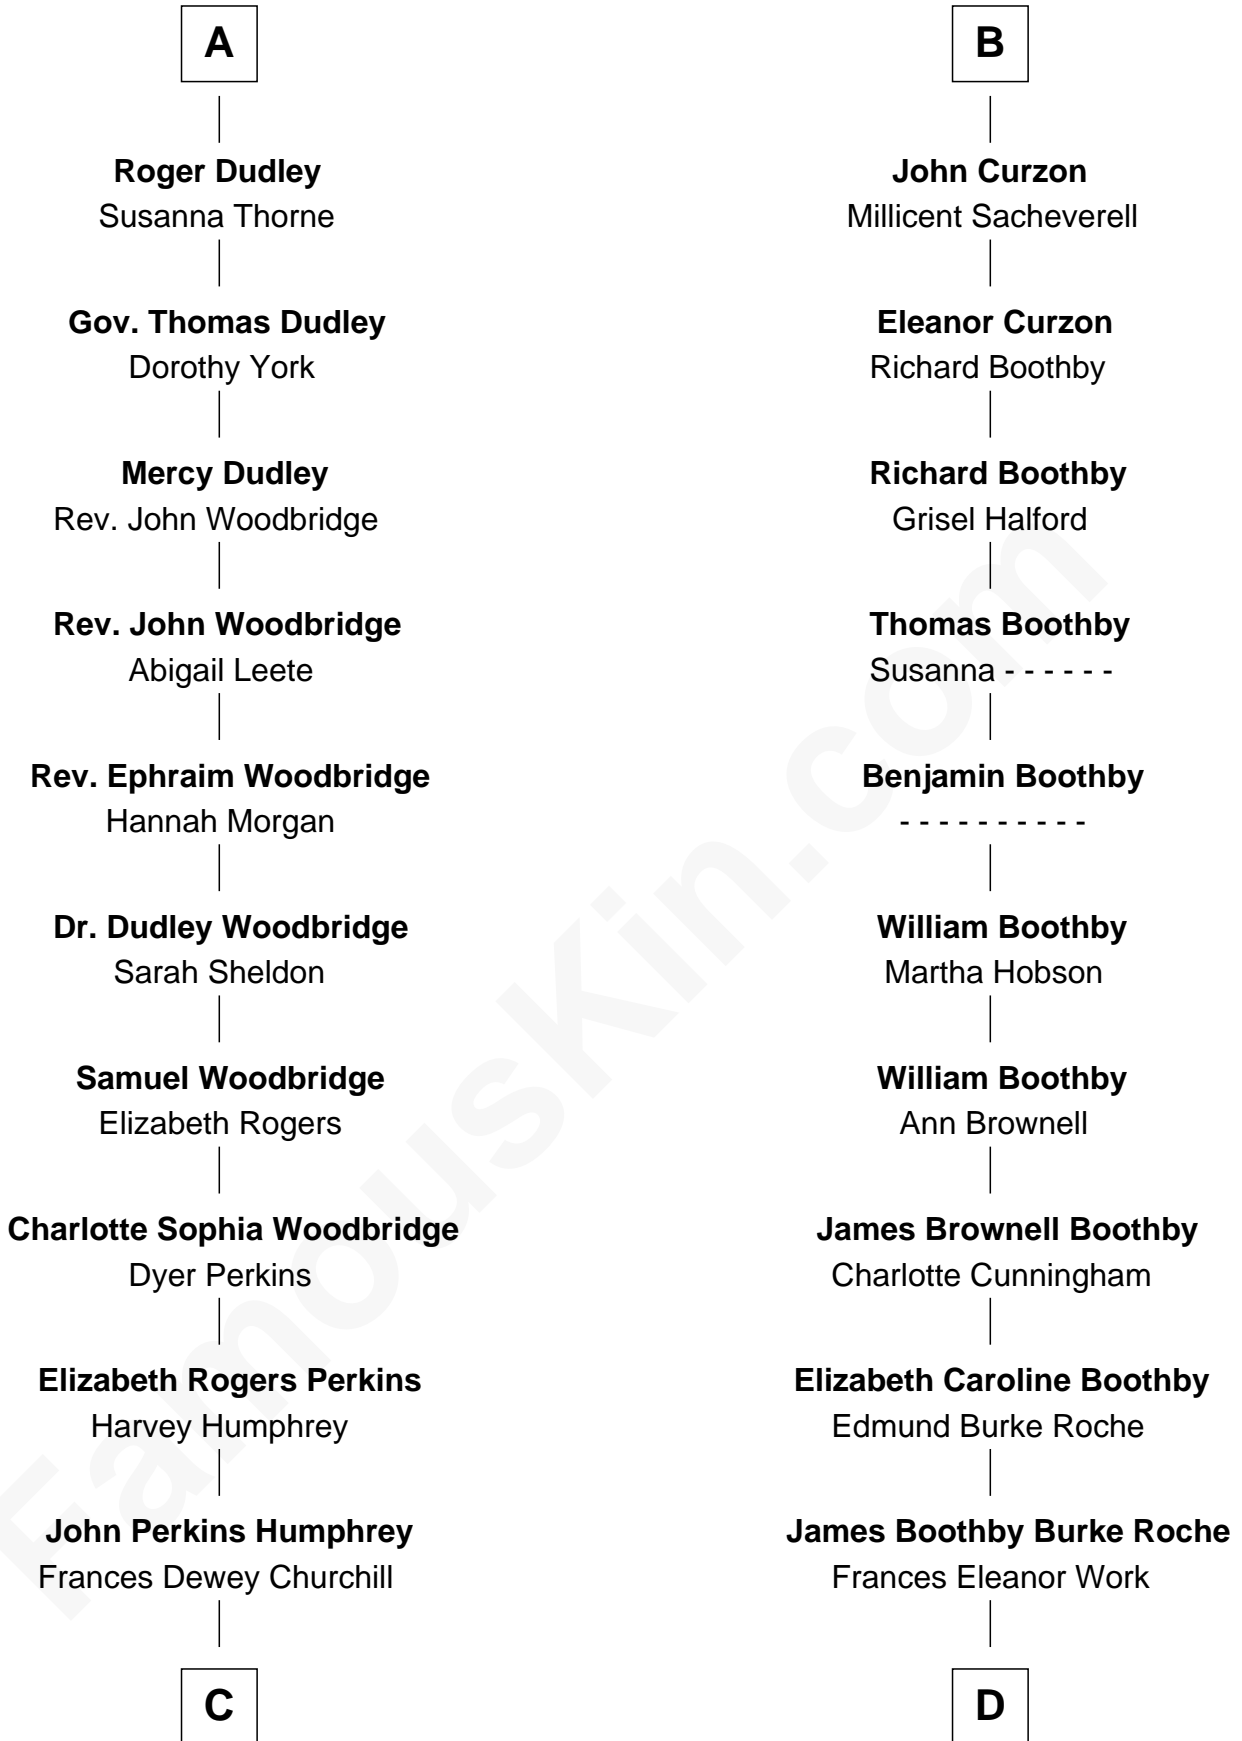 A
Roger Dudley
Susanna Thorne
Gov. Thomas Dudley
Dorothy York
Mercy Dudley
Rev. John Woodbridge
Rev. John Woodbridge
Abigail Leete
Rev. Ephraim Woodbridge
Hannah Morgan
Dr. Dudley Woodbridge
Sarah Sheldon
Samuel Woodbridge
Elizabeth Rogers
Charlotte Sophia Woodbridge
Dyer Perkins
Elizabeth Rogers Perkins
Harvey Humphrey
John Perkins Humphrey
Frances Dewey Churchill
C
B
John Curzon
Millicent Sacheverell
Eleanor Curzon
Richard Boothby
Richard Boothby
Grisel Halford
Thomas Boothby
Susanna - - - - - -
Benjamin Boothby
- - - - - - - - - -
William Boothby
Martha Hobson
William Boothby
Ann Brownell
James Brownell Boothby
Charlotte Cunningham
Elizabeth Caroline Boothby
Edmund Burke Roche
James Boothby Burke Roche
Frances Eleanor Work
D
FamousKin.com